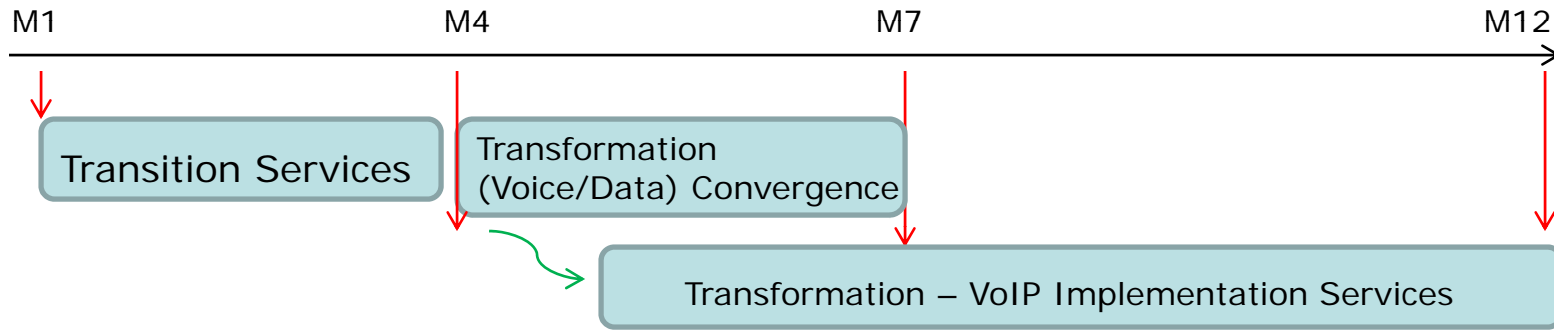 M1 M4 M7 M12
Transition Services
Transformation
(Voice/Data) Convergence
Transformation – VoIP Implementation Services